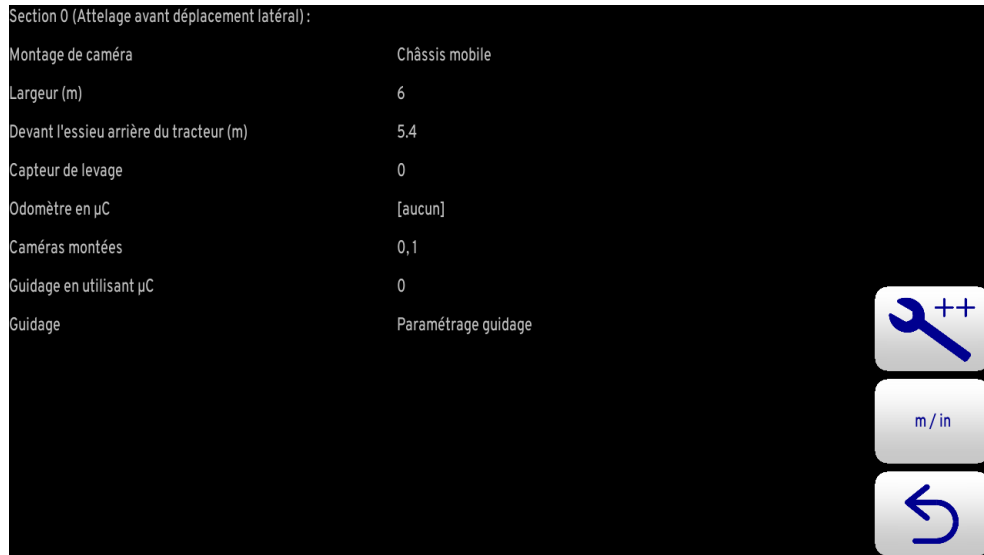 Section 0 (Attelage avant déplacement latéral) :
Montage de caméra Châssis mobile
Largeur (m) 6
Devant l'essieu arrière du tracteur (m) 5.4
Capteur de levage 0
Odomètre en µC [aucun]
Caméras montées 0,1
Guidage en utilisant µC 0
Guidage Paramétrage guidage
++
m / in